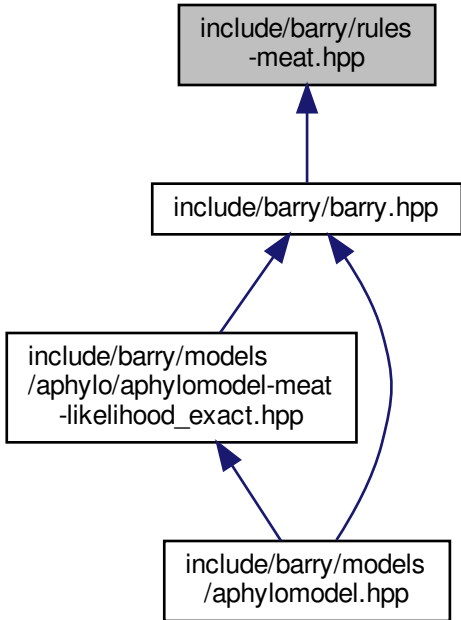 include/barry/rules
-meat.hpp
include/barry/barry.hpp
include/barry/models
/aphylo/aphylomodel-meat
-likelihood_exact.hpp
include/barry/models
/aphylomodel.hpp